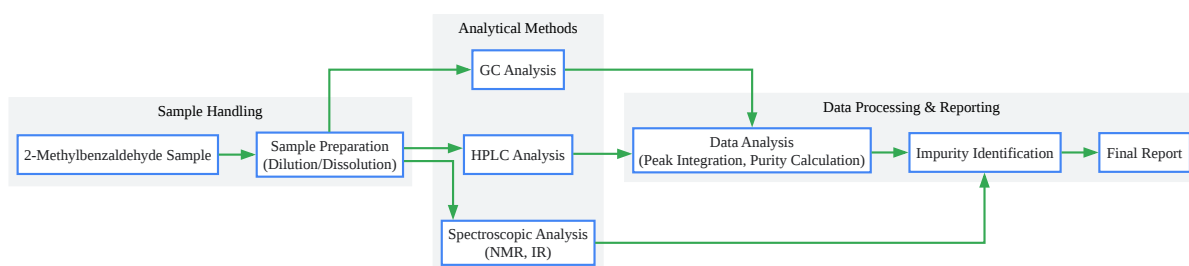 Analytical Methods
GC Analysis
Sample Handling
Data Processing & Reporting
2-Methylbenzaldehyde Sample
Sample Preparation
(Dilution/Dissolution)
HPLC Analysis
Data Analysis
(Peak Integration, Purity Calculation)
Impurity Identification
Final Report
Spectroscopic Analysis
(NMR, IR)